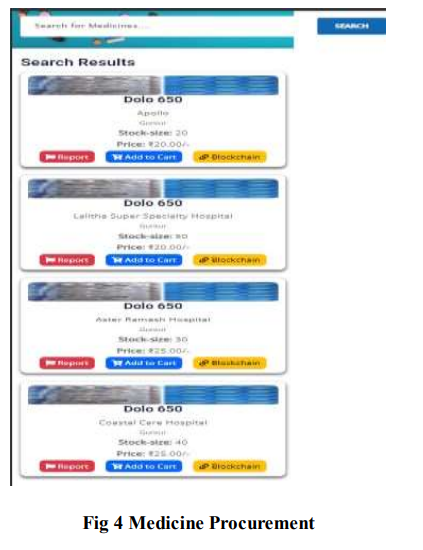 Search for Medicines....
SEARCH
Search Results
Dolo 650
Apollo
Guntur
Stock-size: 20
Price: ₹20.00/-
Report Add to Cart Blockchain
Dolo 650
Lalitha Super Specialty Hospital
Guntur
Stock-size: 80
Price: ₹20.00/-
Report Add to Cart Blockchain
Dolo 650
Aster Ramesh Hospital
Guntur
Stock-size: 30
Price: ₹25.00/-
Report Add to Cart Blockchain
Dolo 650
Coastal Care Hospital
Guntur
Stock-size: 40
Price: ₹25.00/-
Report Add to Cart Blockchain
Fig 4 Medicine Procurement